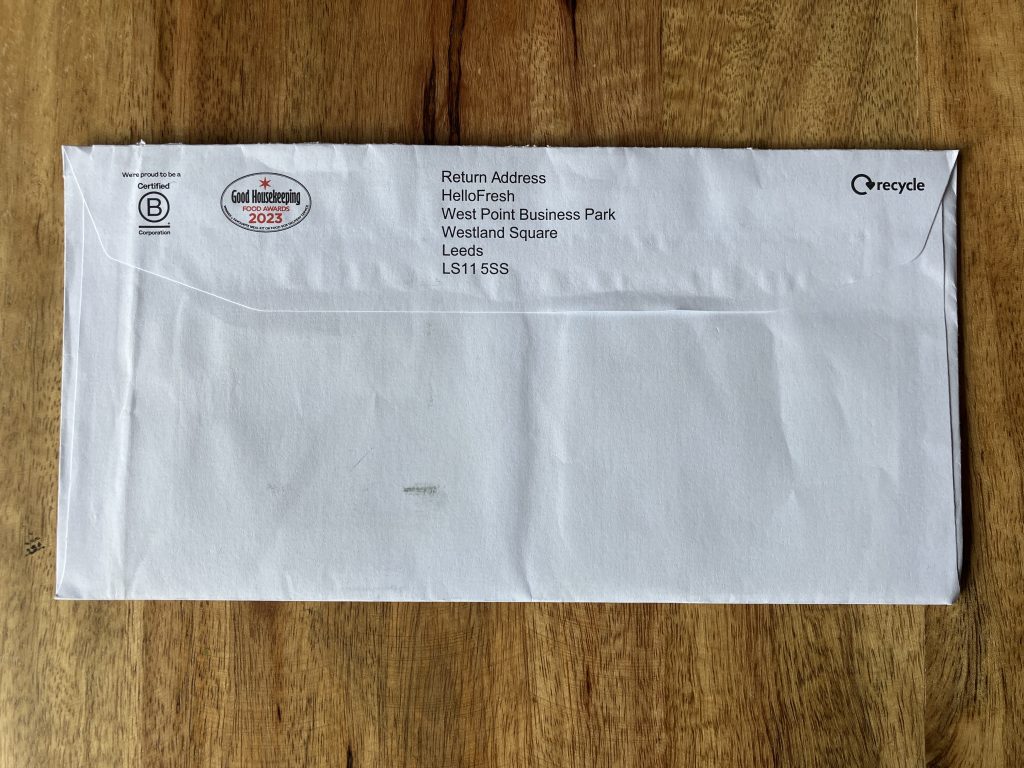 We're proud to be a
Certified
B
Corporation
Good Housekeeping
FOOD AWARDS
2023
Return Address
HelloFresh
West Point Business Park
Westland Square
Leeds
LS11 5SS
recycle